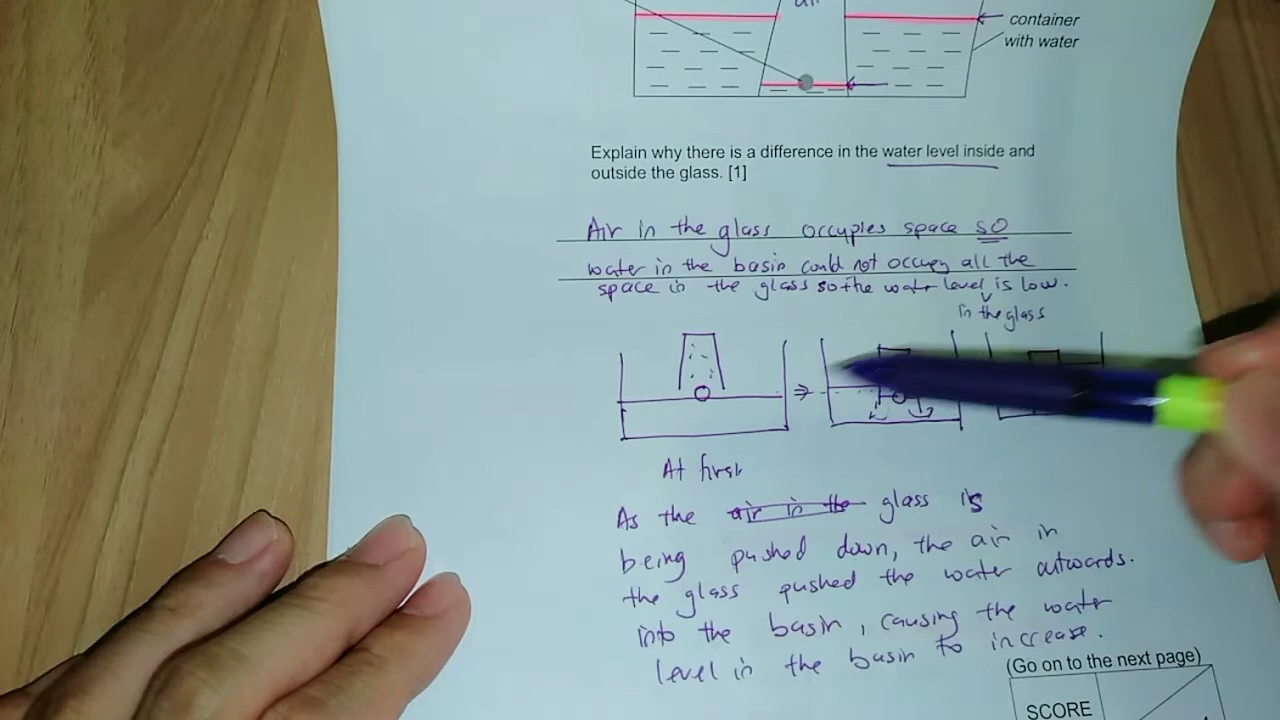 air
container
with water
Explain why there is a difference in the water level inside and
outside the glass. [1]
Air in the glass occupies space so
water in the basin could not occupy all the
space in the glass so the water level is low.
in the glass
At first
As the air in the glass is
being pushed down, the air in
the glass pushed the water outwards.
into the basin, causing the water
level in the basin to increase.
(Go on to the next page)
SCORE